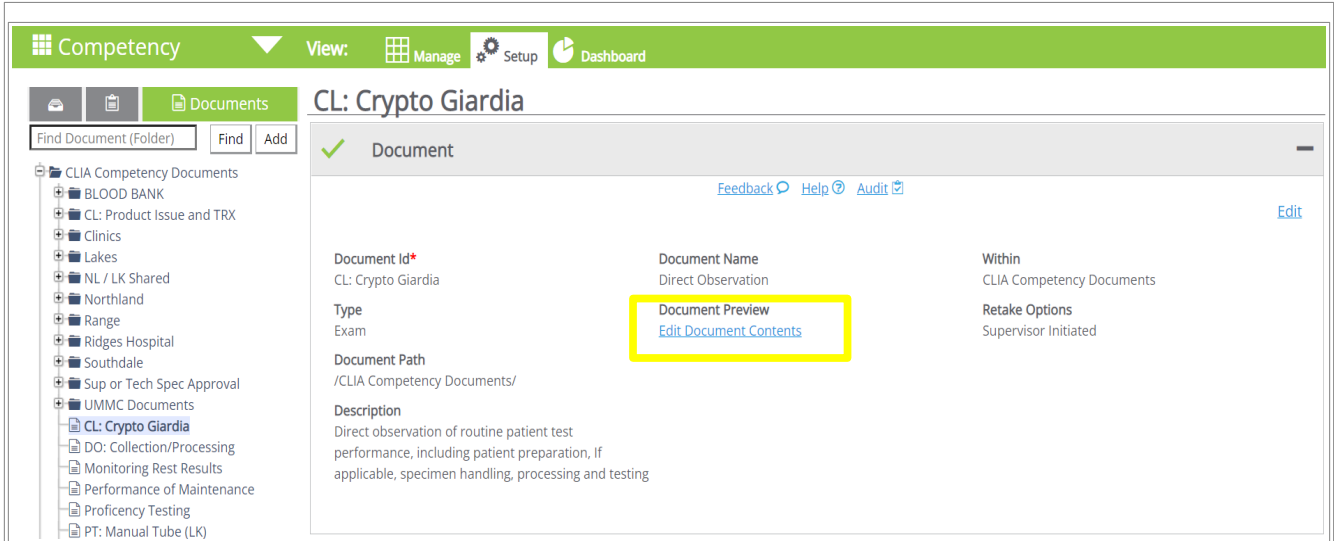 Competency
View:
Manage
Setup
Dashboard
Documents
Find Document (Folder)
Find
Add
CLIA Competency Documents
BLOOD BANK
CL: Product Issue and TRX
Clinics
Lakes
NL / LK Shared
Northland
Range
Ridges Hospital
Southdale
Sup or Tech Spec Approval
UMMC Documents
CL: Crypto Giardia
DO: Collection/Processing
Monitoring Rest Results
Performance of Maintenance
Proficency Testing
PT: Manual Tube (LK)
CL: Crypto Giardia
Document
Feedback Help Audit
Edit
Document Id*
CL: Crypto Giardia
Document Name
Direct Observation
Within
CLIA Competency Documents
Type
Exam
Document Preview
Edit Document Contents
Retake Options
Supervisor Initiated
Document Path
/CLIA Competency Documents/
Description
Direct observation of routine patient test
performance, including patient preparation, If
applicable, specimen handling, processing and testing